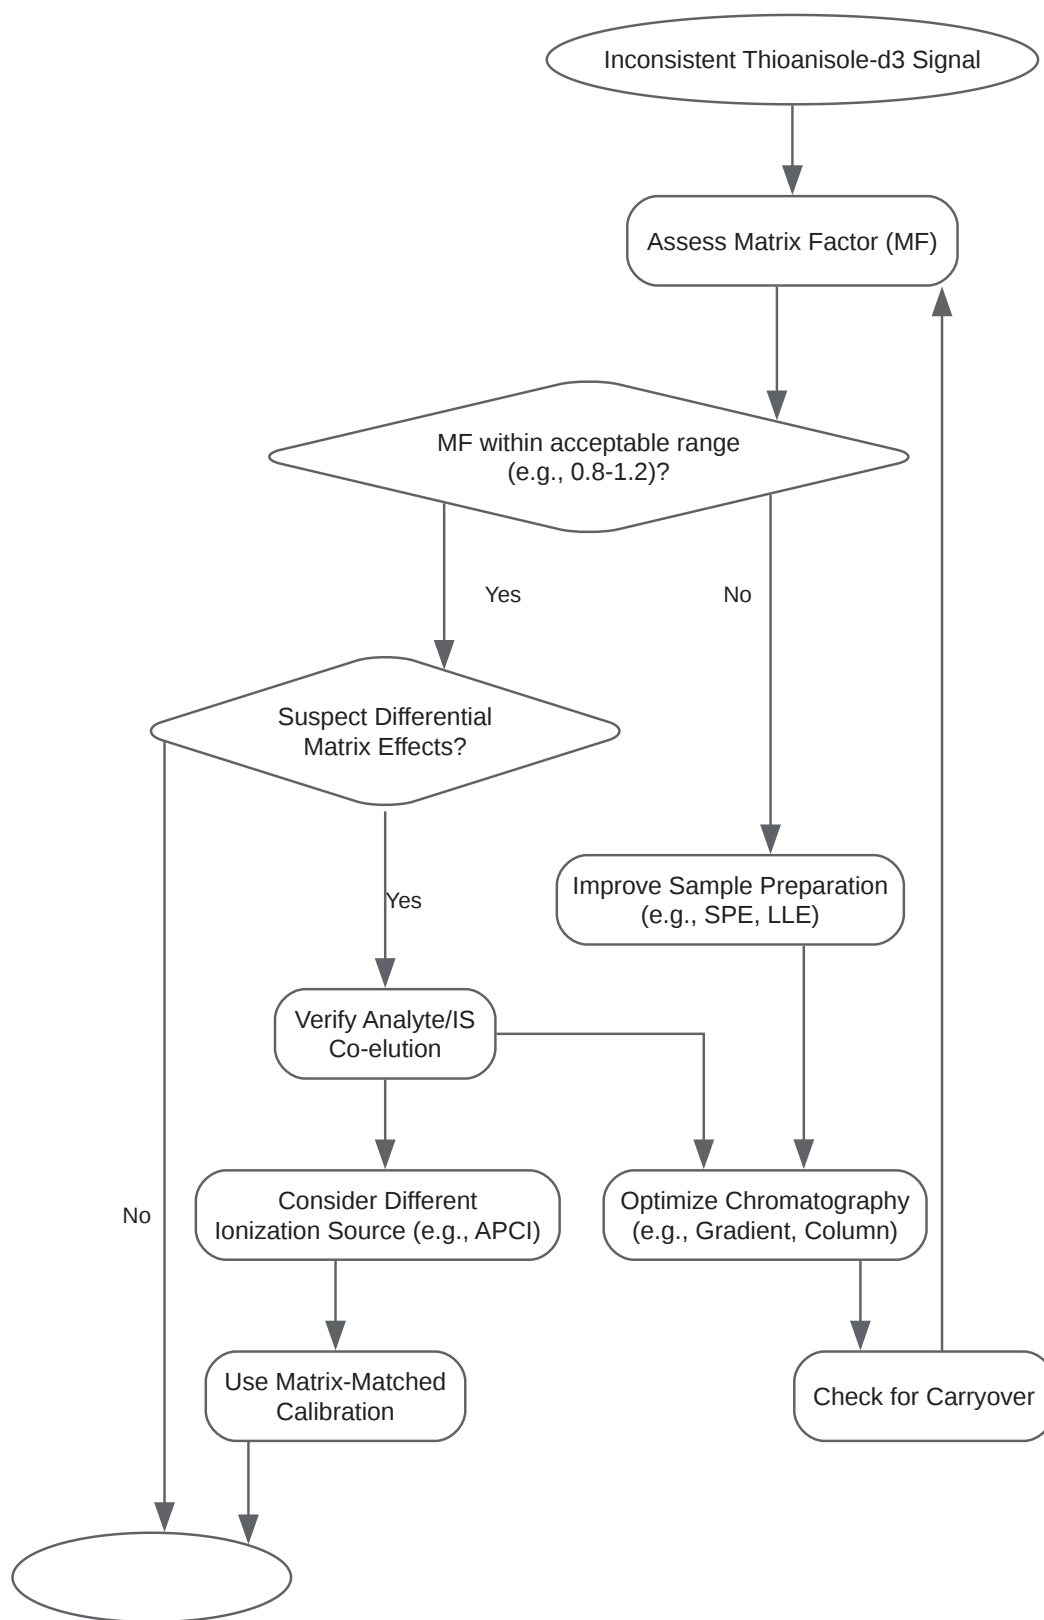 Inconsistent Thioanisole-d3 Signal
Assess Matrix Factor (MF)
MF within acceptable range
(e.g., 0.8-1.2)?
Yes
No
Suspect Differential
Matrix Effects?
Improve Sample Preparation
(e.g., SPE, LLE)
Yes
Verify Analyte/IS
Co-elution
Consider Different
Ionization Source (e.g., APCI)
Optimize Chromatography
(e.g., Gradient, Column)
No
Use Matrix-Matched
Calibration
Check for Carryover